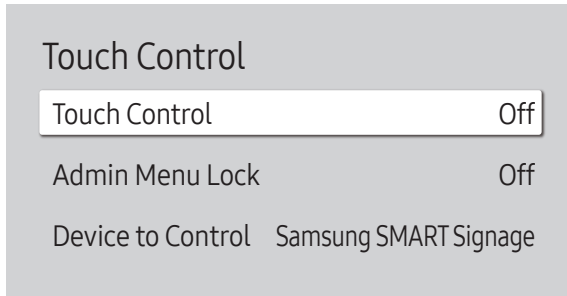 Touch Control
Touch Control Off
Admin Menu Lock Off
Device to Control Samsung SMART Signage